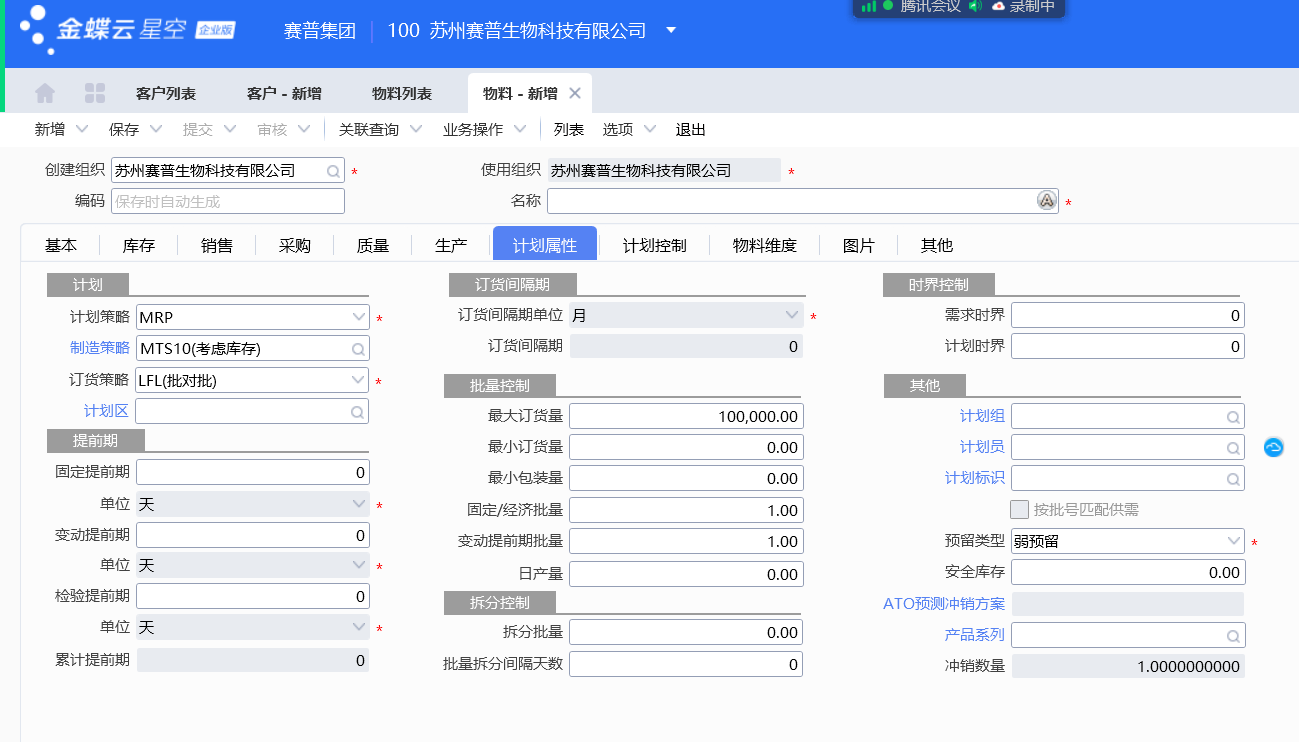 金蝶云 星空 企业版 赛普集团 100 苏州赛普生物科技有限公司 腾讯会议 录制中
客户列表 客户 - 新增 物料列表 物料 - 新增
新增 保存 提交 审核 关联查询 业务操作 列表 选项 退出
创建组织 苏州赛普生物科技有限公司 * 使用组织 苏州赛普生物科技有限公司 *
编码 保存时自动生成 名称 A *
基本 库存 销售 采购 质量 生产 计划属性 计划控制 物料维度 图片 其他
计划
计划策略 MRP *
制造策略 MTS10(考虑库存)
订货策略 LFL(批对批) *
计划区
提前期
固定提前期 0
单位 天 *
变动提前期 0
单位 天 *
检验提前期 0
单位 天 *
累计提前期 0
订货间隔期
订货间隔期单位 月 *
订货间隔期 0
批量控制
最大订货量 100,000.00
最小订货量 0.00
最小包装量 0.00
固定/经济批量 1.00
变动提前期批量 1.00
日产量 0.00
拆分控制
拆分批量 0.00
批量拆分间隔天数 0
时界控制
需求时界 0
计划时界 0
其他
计划组
计划员
计划标识
按批号匹配供需
预留类型 弱预留 *
安全库存 0.00
ATO预测冲销方案
产品系列
冲销数量 1.0000000000